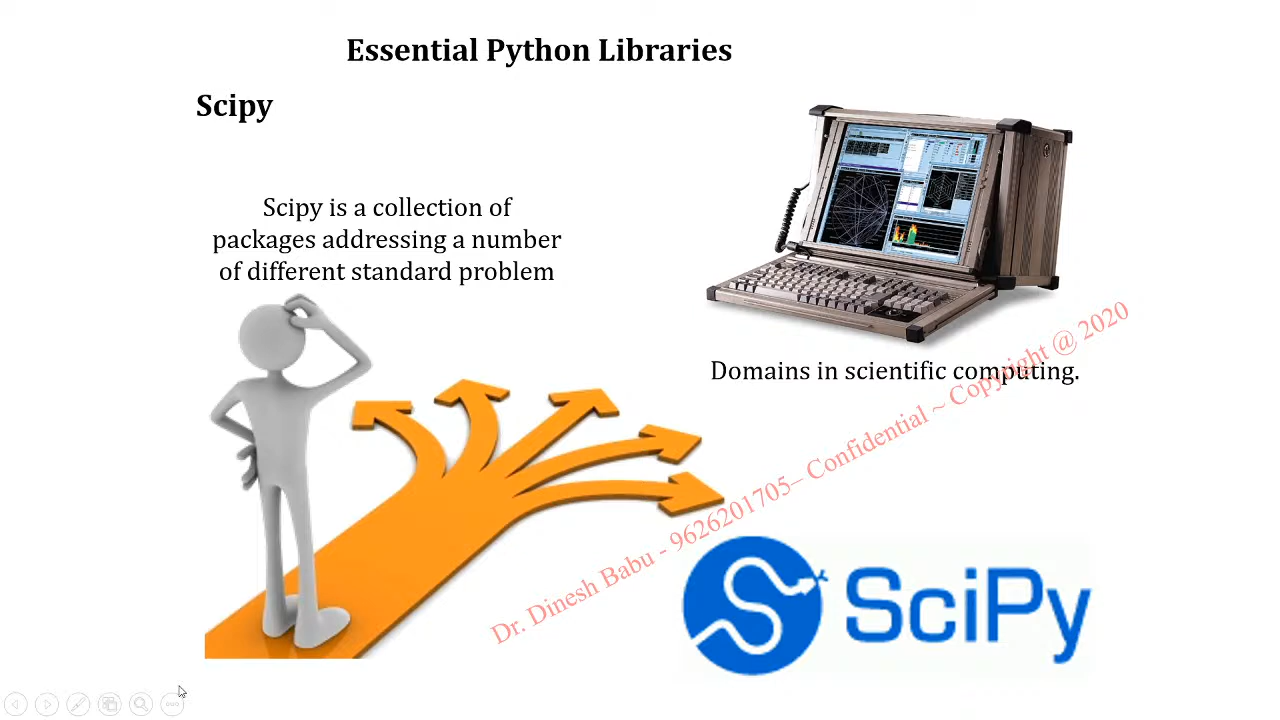 Essential Python Libraries
Scipy
Scipy is a collection of
packages addressing a number
of different standard problem
Domains in scientific computing.
Dr. Dinesh Babu - 9626201705– Confidential ~ Copyright @ 2020
SciPy